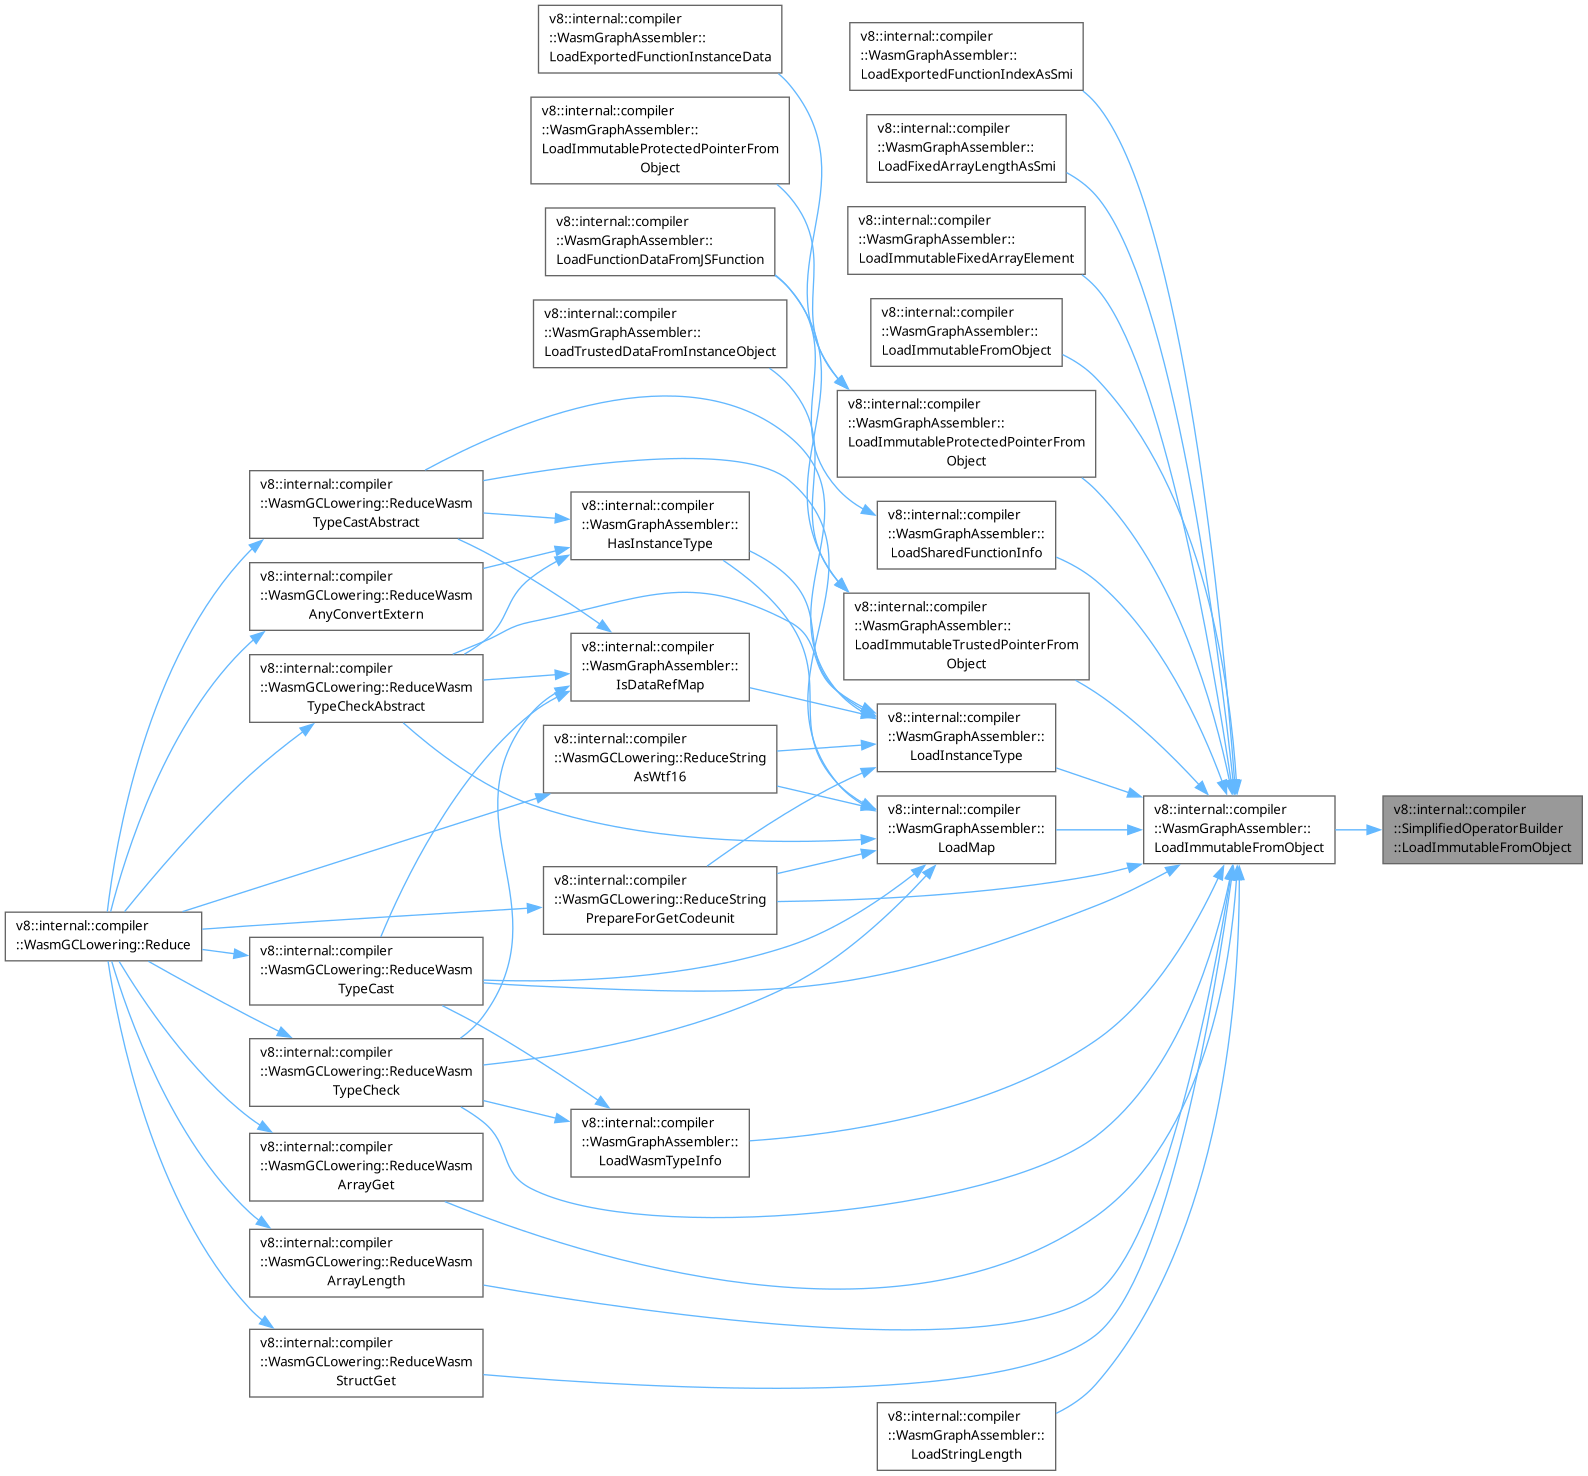 v8::internal::compiler
::WasmGraphAssembler::
LoadExportedFunctionInstanceData
v8::internal::compiler
::WasmGraphAssembler::
LoadImmutableProtectedPointerFrom
Object
v8::internal::compiler
::WasmGraphAssembler::
LoadFunctionDataFromJSFunction
v8::internal::compiler
::WasmGraphAssembler::
LoadTrustedDataFromInstanceObject
v8::internal::compiler
::WasmGraphAssembler::
LoadExportedFunctionIndexAsSmi
v8::internal::compiler
::WasmGraphAssembler::
LoadFixedArrayLengthAsSmi
v8::internal::compiler
::WasmGraphAssembler::
LoadImmutableFixedArrayElement
v8::internal::compiler
::WasmGraphAssembler::
LoadImmutableFromObject
v8::internal::compiler
::WasmGraphAssembler::
LoadImmutableProtectedPointerFrom
Object
v8::internal::compiler
::WasmGraphAssembler::
LoadSharedFunctionInfo
v8::internal::compiler
::WasmGraphAssembler::
LoadImmutableTrustedPointerFrom
Object
v8::internal::compiler
::WasmGraphAssembler::
LoadInstanceType
v8::internal::compiler
::WasmGraphAssembler::
LoadMap
v8::internal::compiler
::WasmGraphAssembler::
LoadImmutableFromObject
v8::internal::compiler
::SimplifiedOperatorBuilder
::LoadImmutableFromObject
v8::internal::compiler
::WasmGCLowering::ReduceWasm
TypeCastAbstract
v8::internal::compiler
::WasmGCLowering::ReduceWasm
AnyConvertExtern
v8::internal::compiler
::WasmGCLowering::ReduceWasm
TypeCheckAbstract
v8::internal::compiler
::WasmGraphAssembler::
HasInstanceType
v8::internal::compiler
::WasmGraphAssembler::
IsDataRefMap
v8::internal::compiler
::WasmGCLowering::ReduceString
AsWtf16
v8::internal::compiler
::WasmGCLowering::ReduceString
PrepareForGetCodeunit
v8::internal::compiler
::WasmGCLowering::Reduce
v8::internal::compiler
::WasmGCLowering::ReduceWasm
TypeCast
v8::internal::compiler
::WasmGCLowering::ReduceWasm
TypeCheck
v8::internal::compiler
::WasmGraphAssembler::
LoadWasmTypeInfo
v8::internal::compiler
::WasmGCLowering::ReduceWasm
ArrayGet
v8::internal::compiler
::WasmGCLowering::ReduceWasm
ArrayLength
v8::internal::compiler
::WasmGCLowering::ReduceWasm
StructGet
v8::internal::compiler
::WasmGraphAssembler::
LoadStringLength